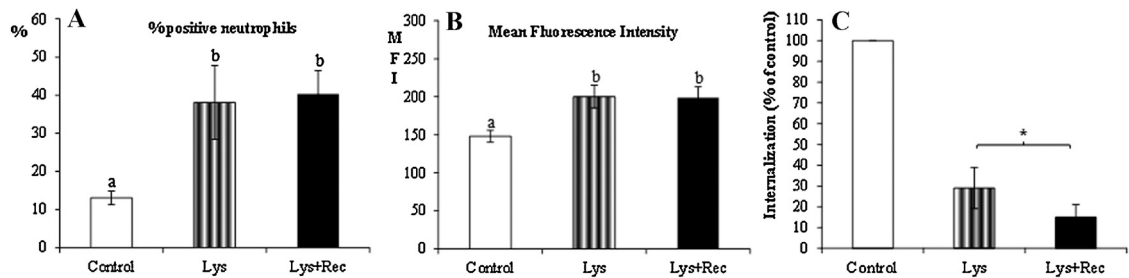 A
%positive neutrophils
%
60
50
40
30
20
10
0
a
b
b
Control
Lys
Lys+Rec
B
Mean Fluorescence Intensity
M
F
I
300
250
200
150
100
50
0
a
b
b
Control
Lys
Lys+Rec
C
Internalization (% of control)
110
100
90
80
70
60
50
40
30
20
10
0
*
Control
Lys
Lys+Rec